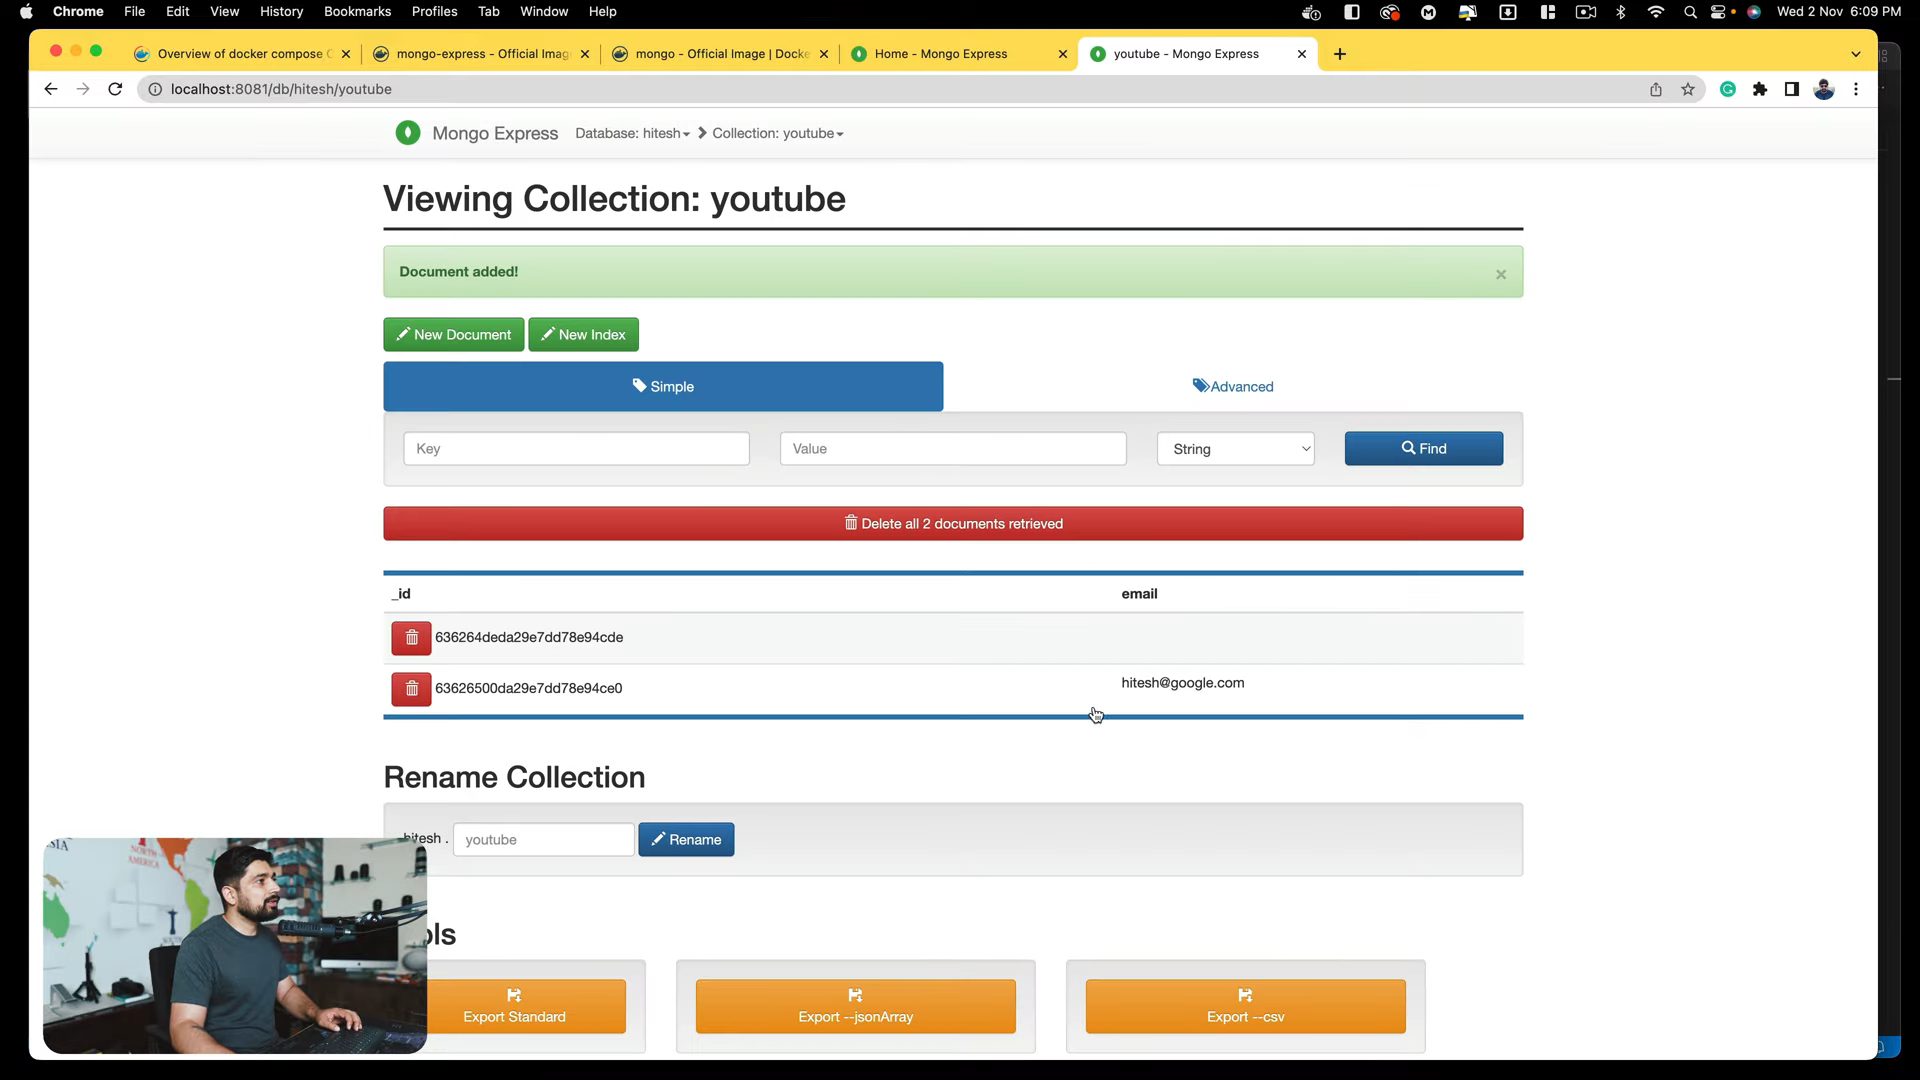 Chrome File Edit View History Bookmarks Profiles Tab Window Help Wed 2 Nov 6:09 PM
Overview of docker compose mongo-express - Official Imag mongo - Official Image | Docke Home - Mongo Express youtube - Mongo Express
localhost:8081/db/hitesh/youtube
Mongo Express Database: hitesh Collection: youtube
Viewing Collection: youtube
Document added!
New Document New Index
Simple Advanced
Key Value String Find
Delete all 2 documents retrieved
_id email
636264deda29e7dd78e94cde
63626500da29e7dd78e94ce0 hitesh@google.com
Rename Collection
hitesh . youtube Rename
ols
Export Standard Export --jsonArray Export --csv
NORTH AMERICA